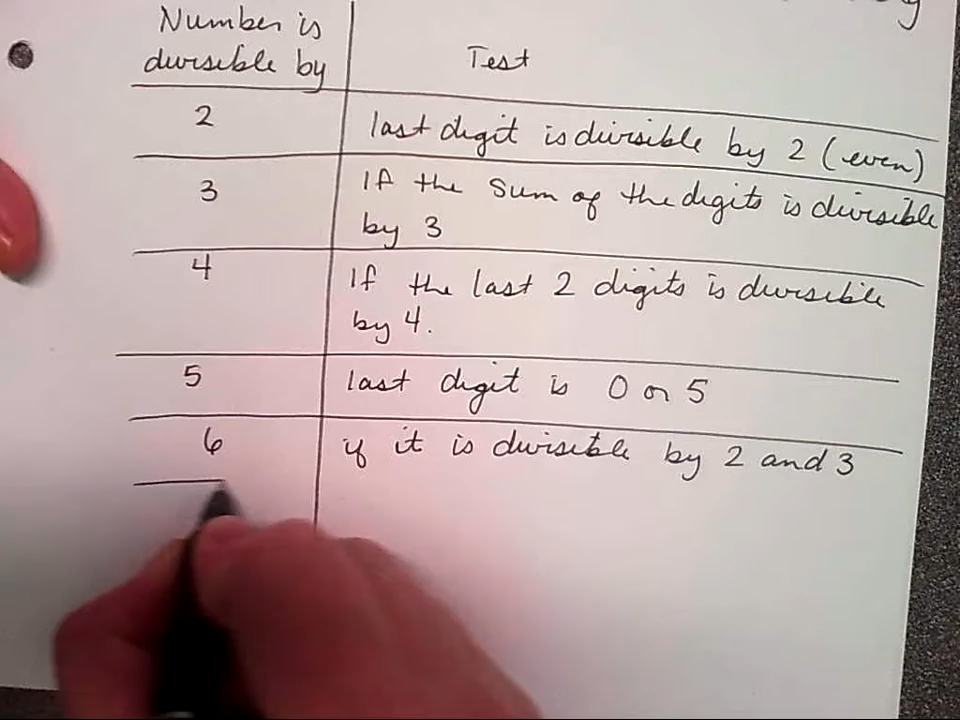 Number is
divisible by
Test
2
last digit is divisible by 2 (even)
3
If the sum of the digits is divisible
by 3
4
If the last 2 digits is divisible
by 4.
5
last digit is 0 or 5
6
if it is divisible by 2 and 3